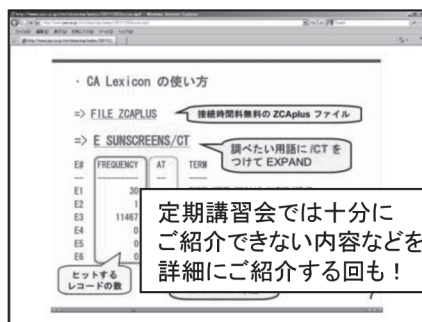 ・ CA Lexicon の使い方
=> FILE ZCAPLUS
接続時間料無料の ZCAplus ファイル
=> E SUNSCREENS/CT
調べたい用語に /CT を
つけて EXPAND
E# FREQUENCY AT TERM
E1 30
E2 1
E3 11467
E4 0
E5 0
E6 0
ヒットする
レコードの数
定期講習会では十分に
ご紹介できない内容などを
詳細にご紹介する回も！